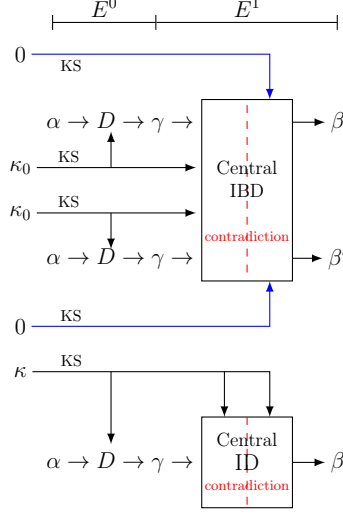 E⁰ E¹
0
KS
α → D → γ → β
κ₀ KS
Central
IBD
κ₀ KS
contradiction
α → D → γ → β'
0 KS
κ KS
Central
α → D → γ → ID β
contradiction